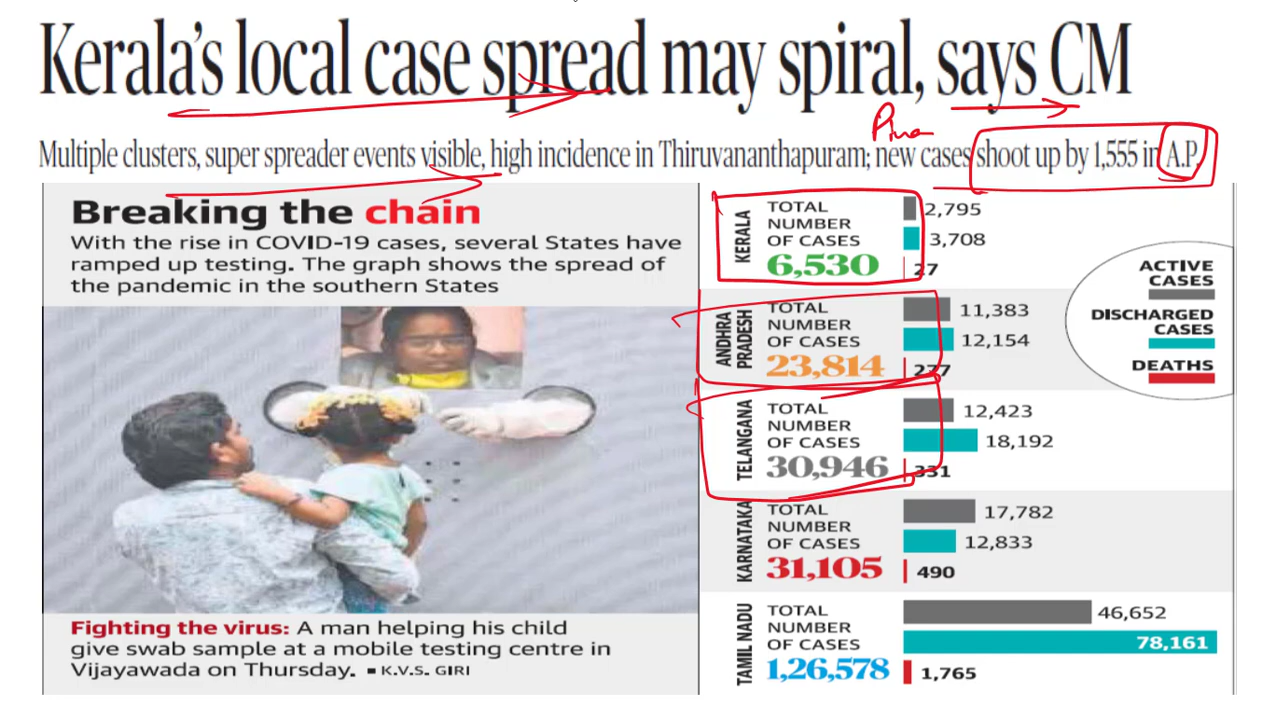 Kerala's local case spread may spiral, says CM
Multiple clusters, super spreader events visible, high incidence in Thiruvananthapuram; new cases shoot up by 1,555 in A.P.
Breaking the chain
With the rise in COVID-19 cases, several States have
ramped up testing. The graph shows the spread of
the pandemic in the southern States
Fighting the virus: A man helping his child
give swab sample at a mobile testing centre in
Vijayawada on Thursday. ▪ K.V.S. GIRI
KERALA
TOTAL
NUMBER
OF CASES
6,530
2,795
3,708
27
ANDHRA
PRADESH
TOTAL
NUMBER
OF CASES
23,814
11,383
12,154
277
TELANGANA
TOTAL
NUMBER
OF CASES
30,946
12,423
18,192
331
KARNATAKA
TOTAL
NUMBER
OF CASES
31,105
17,782
12,833
490
TAMIL NADU
TOTAL
NUMBER
OF CASES
1,26,578
46,652
78,161
1,765
ACTIVE
CASES
DISCHARGED
CASES
DEATHS